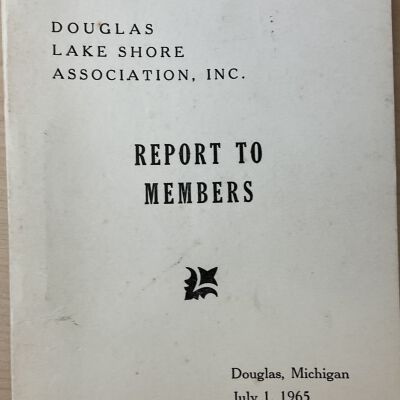 DOUGLAS
LAKE SHORE
ASSOCIATION, INC.
REPORT TO
MEMBERS
Douglas, Michigan
July 1, 1965